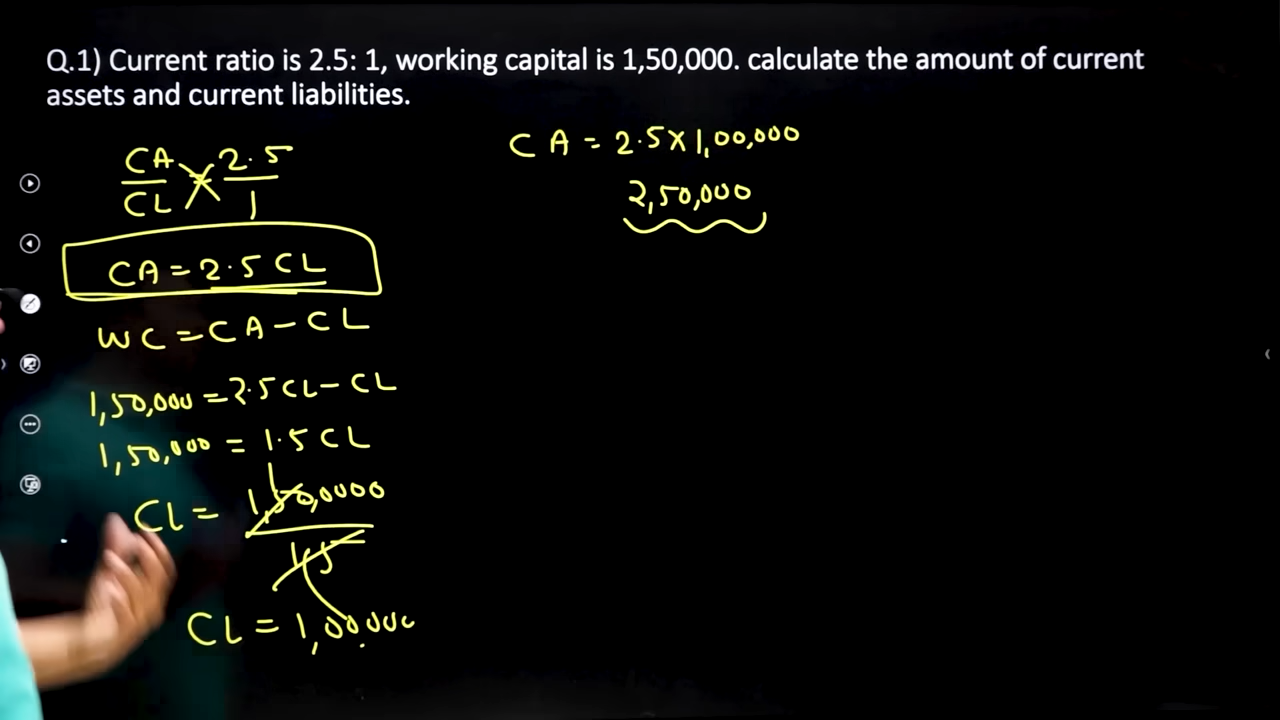 Q.1) Current ratio is 2.5: 1, working capital is 1,50,000. calculate the amount of current
assets and current liabilities.
CA/CL = 2.5/1
CA = 2.5 CL
WC = CA - CL
1,50,000 = 2.5 CL - CL
1,50,000 = 1.5 CL
CL = 1,50,0000/15
CL = 1,00,000
CA = 2.5 X 1,00,000
2,50,000